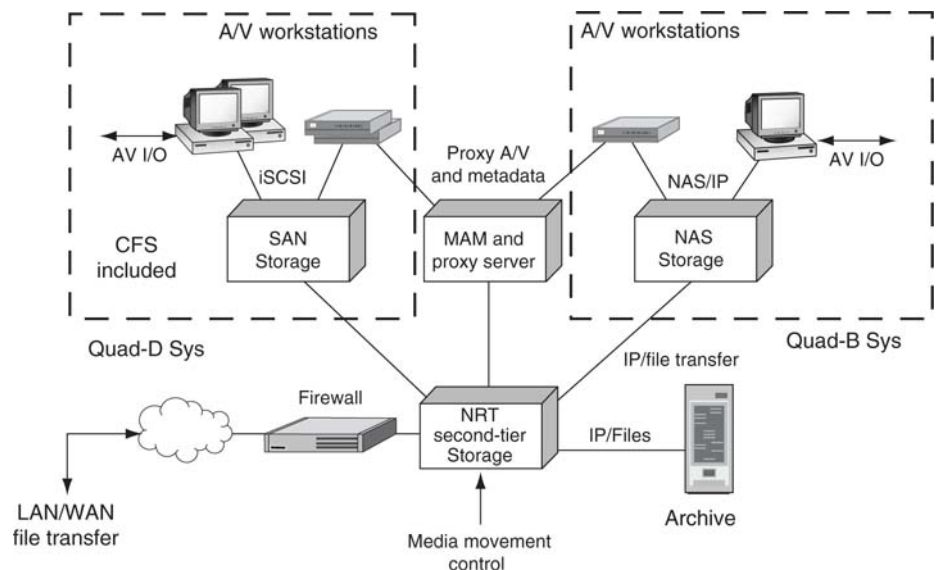 A/V workstations
A/V workstations
AV I/O
iSCSI
Proxy A/V
and metadata
NAS/IP
AV I/O
CFS
included
SAN
Storage
MAM and
proxy server
NAS
Storage
Quad-D Sys
Quad-B Sys
IP/file transfer
Firewall
NRT
second-tier
Storage
IP/Files
LAN/WAN
file transfer
Archive
Media movement
control